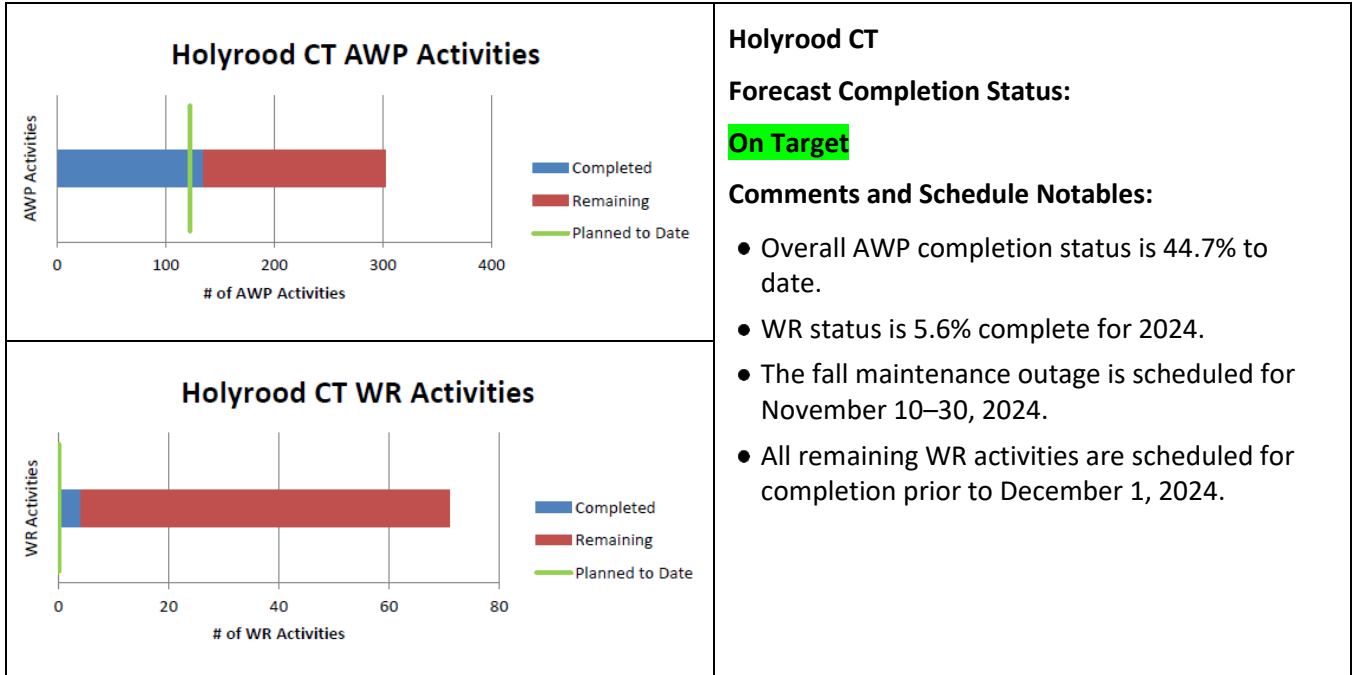 Holyrood CT AWP Activities
AWP Activities
Completed
Remaining
Planned to Date
0 100 200 300 400
# of AWP Activities
Holyrood CT WR Activities
WR Activities
Completed
Remaining
Planned to Date
0 20 40 60 80
# of WR Activities
Holyrood CT
Forecast Completion Status:
On Target
Comments and Schedule Notables:
● Overall AWP completion status is 44.7% to
date.
● WR status is 5.6% complete for 2024.
● The fall maintenance outage is scheduled for
November 10–30, 2024.
● All remaining WR activities are scheduled for
completion prior to December 1, 2024.